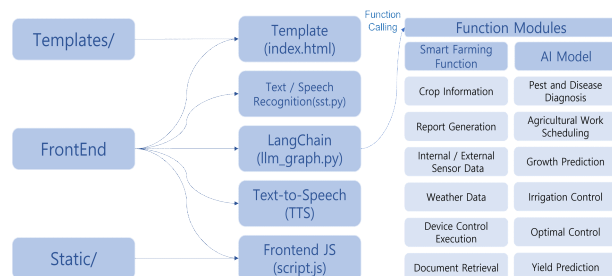 Templates/
FrontEnd
Static/
Template
(index.html)
Text / Speech
Recognition(sst.py)
LangChain
(llm_graph.py)
Text-to-Speech
(TTS)
Frontend JS
(script.js)
Function
Calling
Function Modules
Smart Farming
Function
Crop Information
Report Generation
Internal / External
Sensor Data
Weather Data
Device Control
Execution
Document Retrieval
AI Model
Pest and Disease
Diagnosis
Agricultural Work
Scheduling
Growth Prediction
Irrigation Control
Optimal Control
Yield Prediction